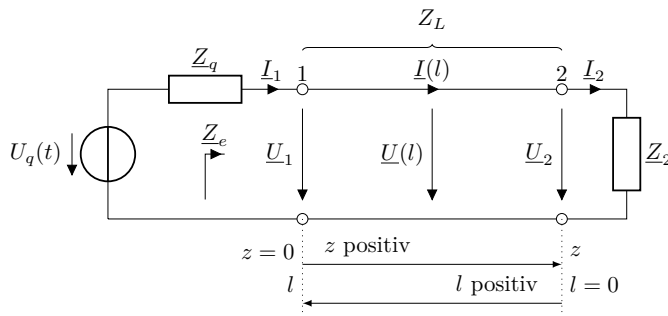 Z_L
Z_q I_1 1 I(l) 2 I_2
U_q(t) Z_e U_1 U(l) U_2 Z_2
z = 0 z positiv z
l l positiv l = 0